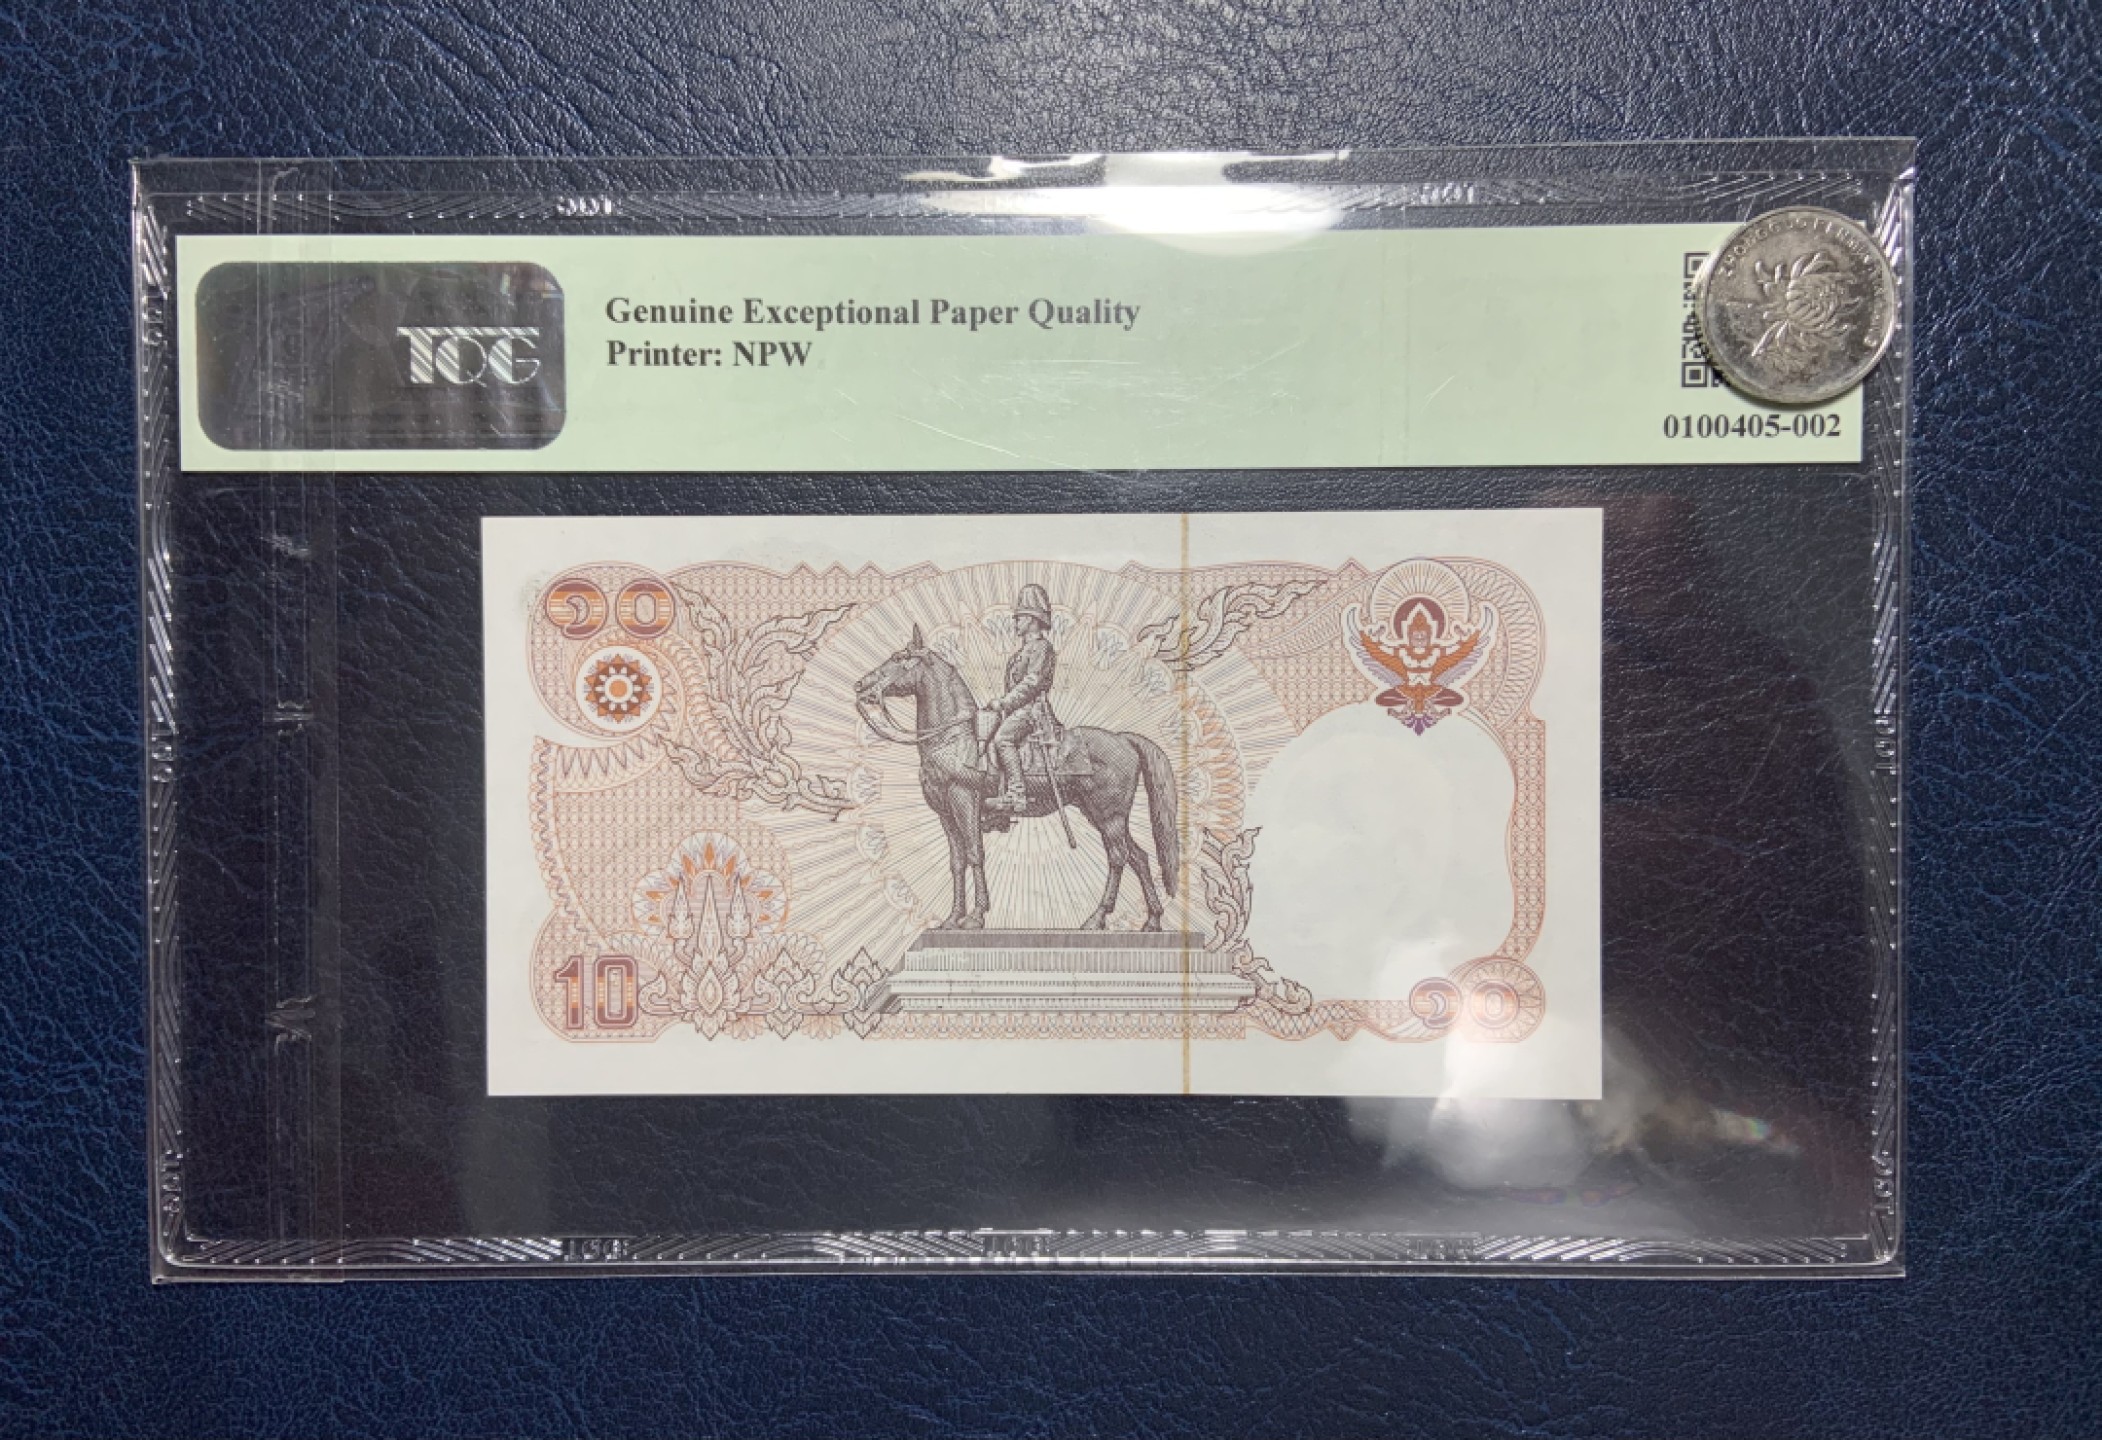 TQG
Genuine Exceptional Paper Quality
Printer: NPW
0100405-002
๑๐
10
๑๐